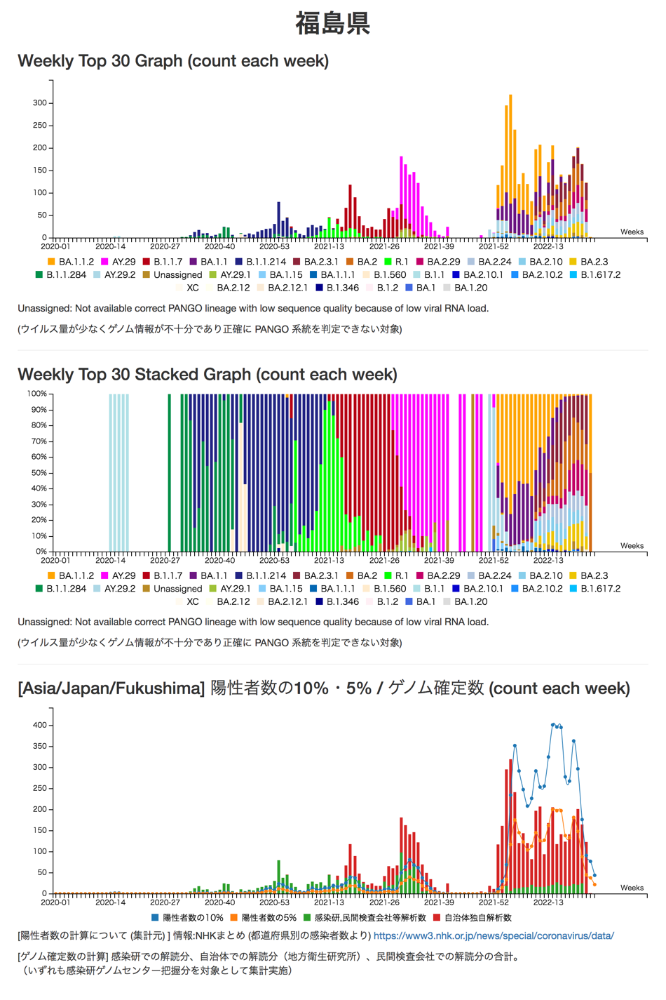 福島県
Weekly Top 30 Graph (count each week)
300
250
200
150
100
50
0
Weeks
2020-01 2020-14 2020-27 2020-40 2020-53 2021-13 2021-26 2021-39 2021-52 2022-13
BA.1.1.2 AY.29 B.1.1.7 BA.1.1 B.1.1.214 BA.2.3.1 BA.2 R.1 BA.2.29 BA.2.24 BA.2.10 BA.2.3
B.1.1.284 AY.29.2 Unassigned AY.29.1 BA.1.15 BA.1.1.1 B.1.560 B.1.1 BA.2.10.1 BA.2.10.2 B.1.617.2
XC BA.2.12 BA.2.12.1 B.1.346 B.1.2 BA.1 BA.1.20
Unassigned: Not available correct PANGO lineage with low sequence quality because of low viral RNA load.
(ウイルス量が少なくゲノム情報が不十分であり正確に PANGO 系統を判定できない対象)
Weekly Top 30 Stacked Graph (count each week)
100%
90%
80%
70%
60%
50%
40%
30%
20%
10%
0%
Weeks
2020-01 2020-14 2020-27 2020-40 2020-53 2021-13 2021-26 2021-39 2021-52 2022-13
BA.1.1.2 AY.29 B.1.1.7 BA.1.1 B.1.1.214 BA.2.3.1 BA.2 R.1 BA.2.29 BA.2.24 BA.2.10 BA.2.3
B.1.1.284 AY.29.2 Unassigned AY.29.1 BA.1.15 BA.1.1.1 B.1.560 B.1.1 BA.2.10.1 BA.2.10.2 B.1.617.2
XC BA.2.12 BA.2.12.1 B.1.346 B.1.2 BA.1 BA.1.20
Unassigned: Not available correct PANGO lineage with low sequence quality because of low viral RNA load.
(ウイルス量が少なくゲノム情報が不十分であり正確に PANGO 系統を判定できない対象)
[Asia/Japan/Fukushima] 陽性者数の10%・5% / ゲノム確定数 (count each week)
400
350
300
250
200
150
100
50
0
Weeks
2020-01 2020-14 2020-27 2020-40 2020-53 2021-13 2021-26 2021-39 2021-52 2022-13
陽性者数の10% 陽性者数の5% 感染研,民間検査会社等解析数 自治体独自解析数
[陽性者数の計算について (集計元) ] 情報:NHKまとめ (都道府県別の感染者数より) https://www3.nhk.or.jp/news/special/coronavirus/data/
[ゲノム確定数の計算] 感染研での解読分、自治体での解読分（地方衛生研究所）、民間検査会社での解読分の合計。
（いずれも感染研ゲノムセンター把握分を対象として集計実施）